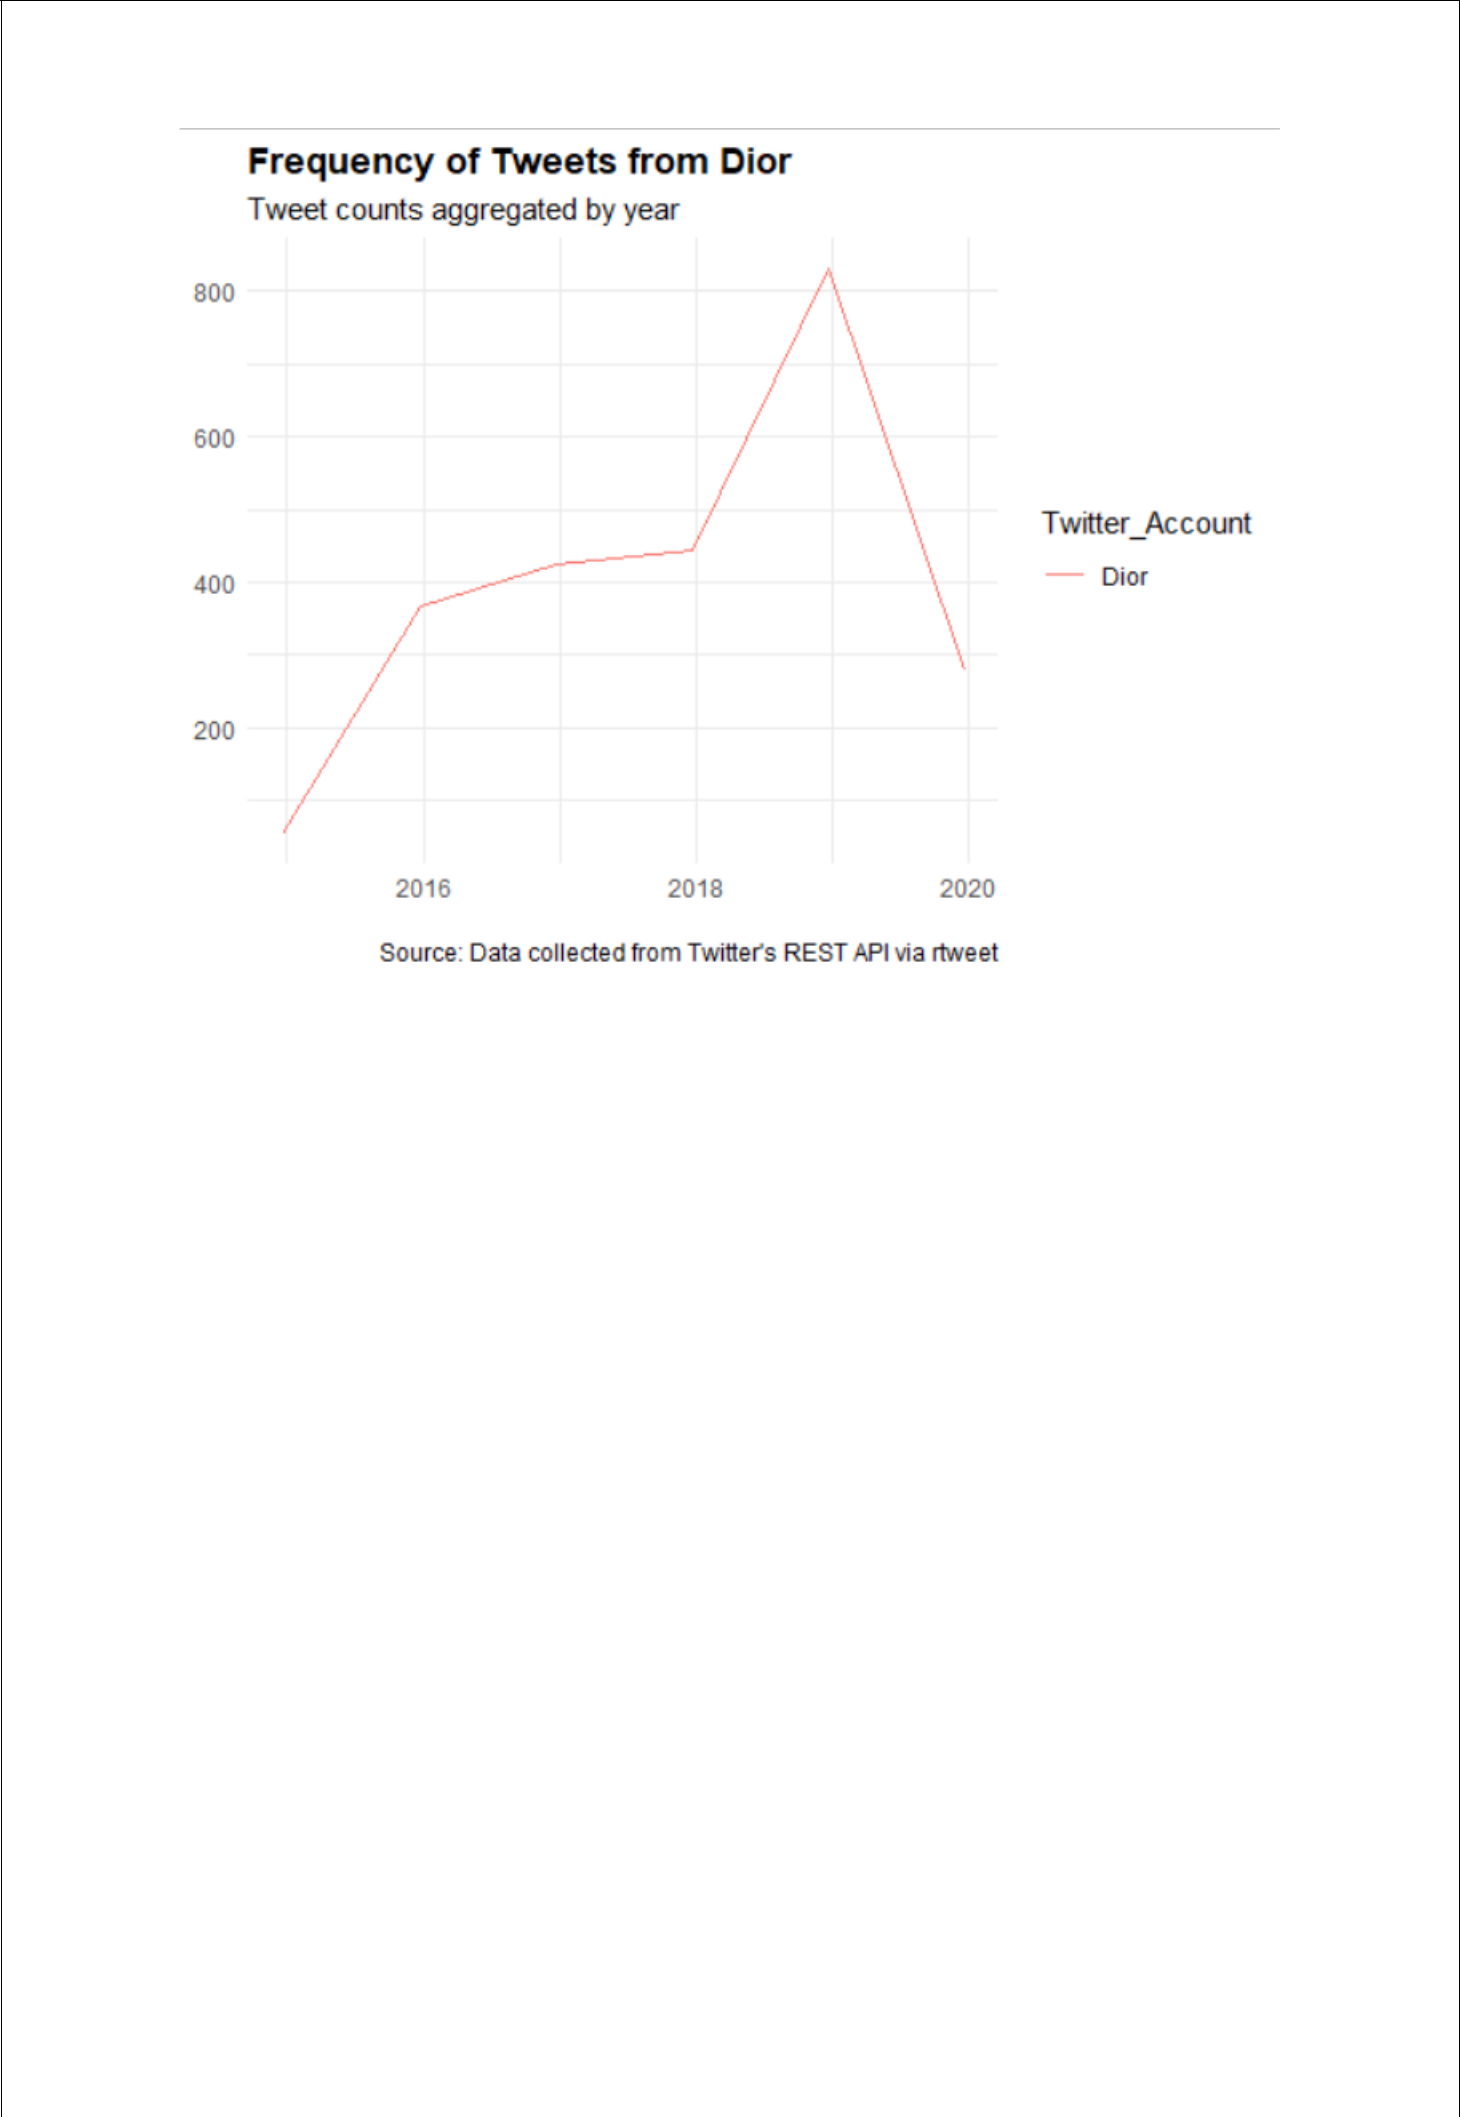 Frequency of Tweets from Dior
Tweet counts aggregated by year
800
600
400
200
2016 2018 2020
Twitter_Account
Dior
Source: Data collected from Twitter's REST API via rtweet